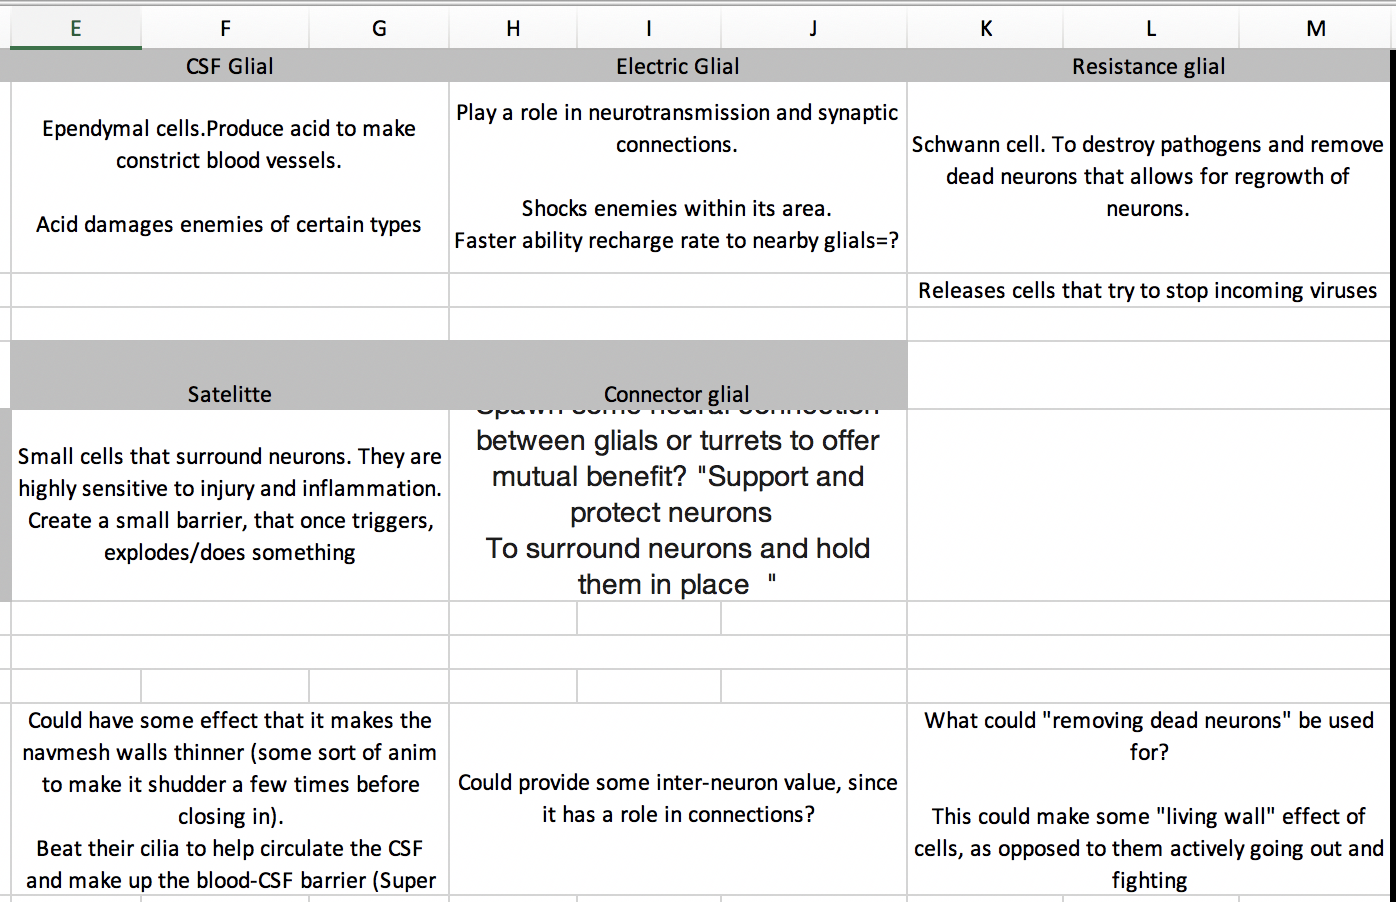 E F G H I J K L M
CSF Glial
Electric Glial
Resistance glial
Ependymal cells.Produce acid to make
constrict blood vessels.
Acid damages enemies of certain types
Play a role in neurotransmission and synaptic
connections.
Shocks enemies within its area.
Faster ability recharge rate to nearby glials=?
Schwann cell. To destroy pathogens and remove
dead neurons that allows for regrowth of
neurons.
Releases cells that try to stop incoming viruses
Satelitte
Connector glial
Small cells that surround neurons. They are
highly sensitive to injury and inflammation.
Create a small barrier, that once triggers,
explodes/does something
Spawn some neural connection
between glials or turrets to offer
mutual benefit? "Support and
protect neurons
To surround neurons and hold
them in place  "
Could have some effect that it makes the
navmesh walls thinner (some sort of anim
to make it shudder a few times before
closing in).
Beat their cilia to help circulate the CSF
and make up the blood-CSF barrier (Super
Could provide some inter-neuron value, since
it has a role in connections?
What could "removing dead neurons" be used
for?
This could make some "living wall" effect of
cells, as opposed to them actively going out and
fighting